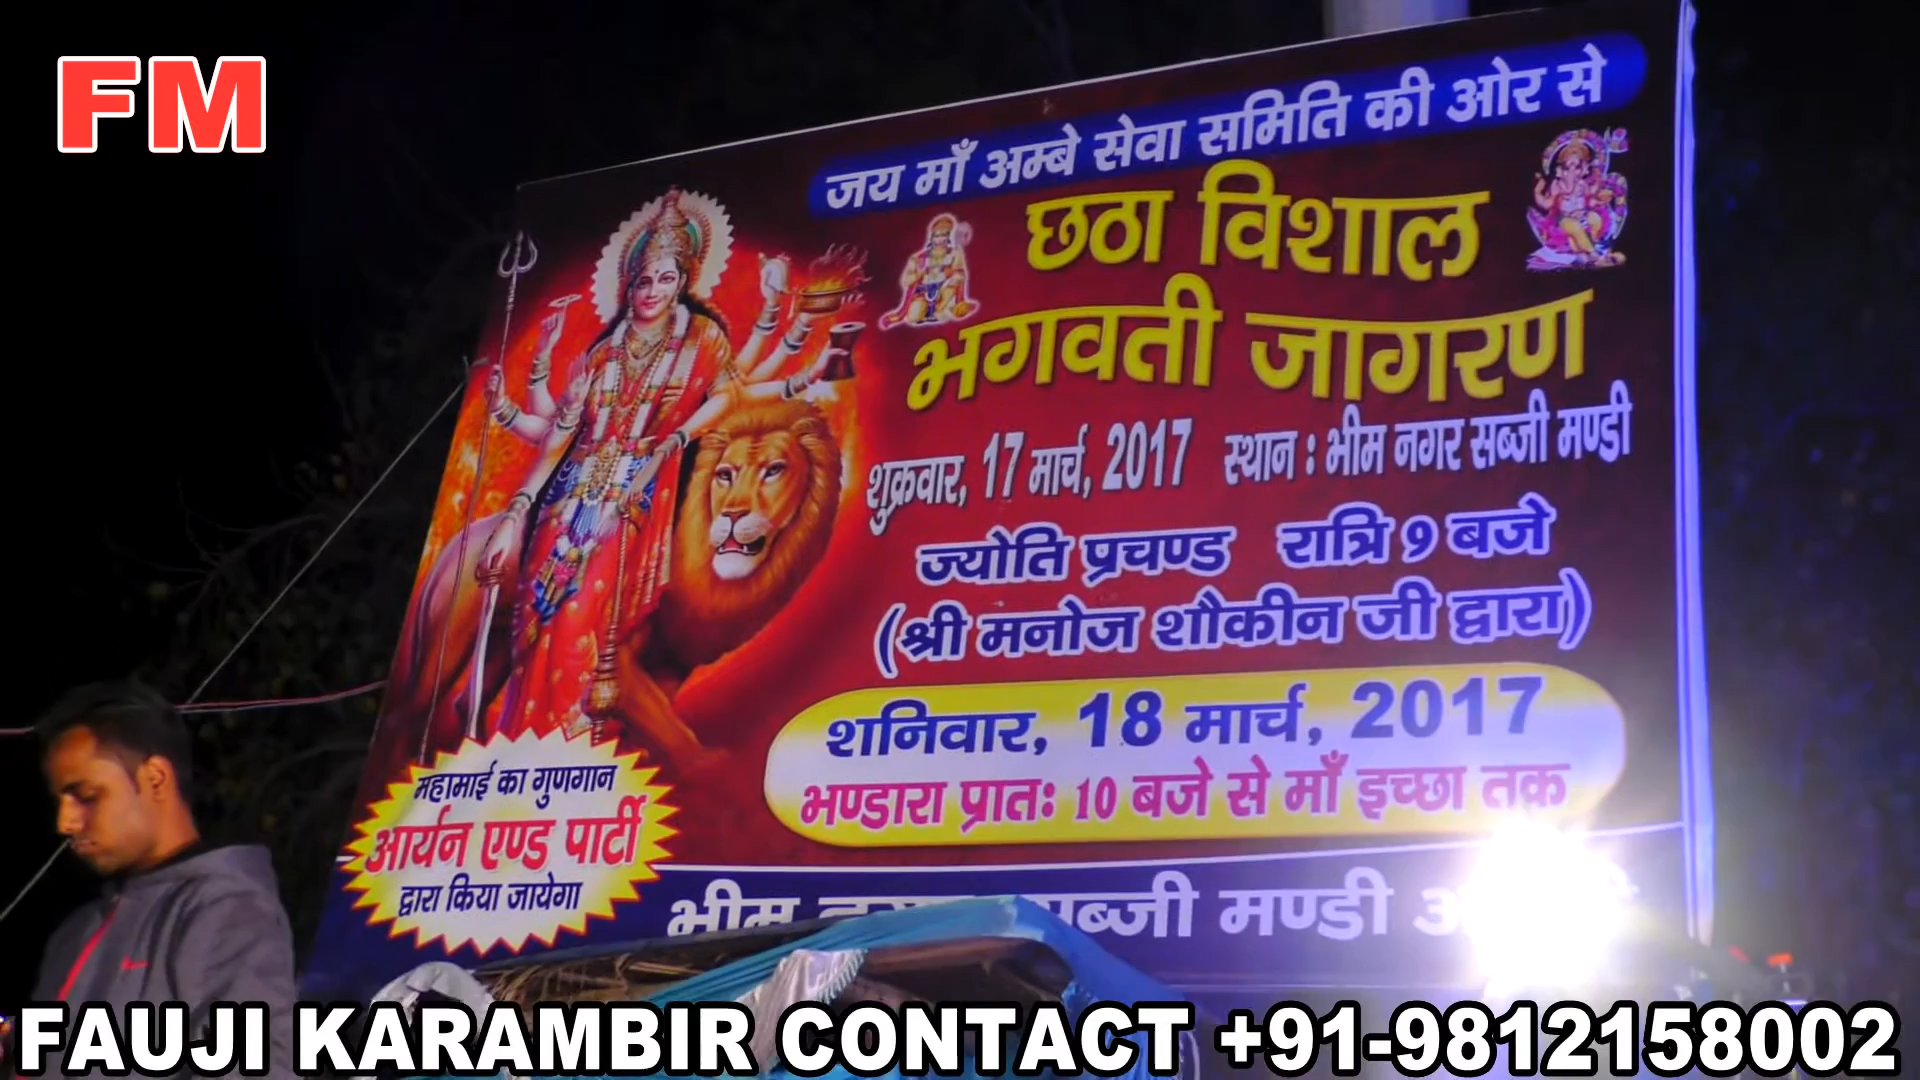 FM
जय माँ अम्बे सेवा समिति की ओर से
छठा विशाल
भगवती जागरण
शुक्रवार, 17 मार्च, 2017 स्थान : भीम नगर सब्जी मण्डी
ज्योति प्रचण्ड रात्रि 9 बजे
(श्री मनोज शौकीन जी द्वारा)
शनिवार, 18 मार्च, 2017
भण्डारा प्रातः 10 बजे से माँ इच्छा तक
महामाई का गुणगान
आर्यन एण्ड पार्टी
द्वारा किया जायेगा
भीम सब्जी मण्डी
FAUJI KARAMBIR CONTACT +91-9812158002